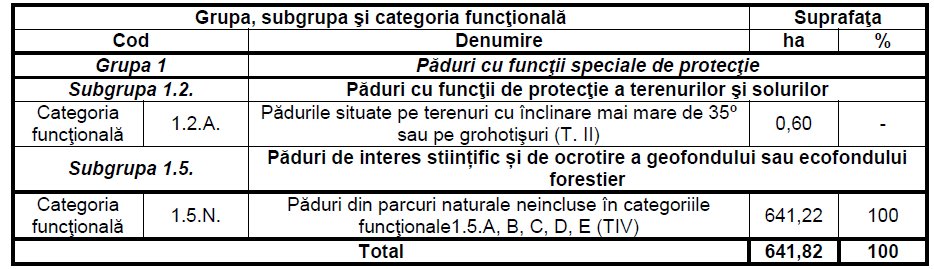 Grupa, subgrupa şi categoria funcţională Suprafaţa
Cod Denumire ha %
Grupa 1 Păduri cu funcţii speciale de protecţie
Subgrupa 1.2. Păduri cu funcţii de protecţie a terenurilor şi solurilor
Categoria funcţională 1.2.A. Pădurile situate pe terenuri cu înclinare mai mare de 35º
sau pe grohotişuri (T. II) 0,60 -
Subgrupa 1.5. Păduri de interes stiințific și de ocrotire a geofondului sau ecofondului
forestier
Categoria funcţională 1.5.N. Păduri din parcuri naturale neincluse în categoriile
funcţionale1.5.A, B, C, D, E (TIV) 641,22 100
Total 641,82 100